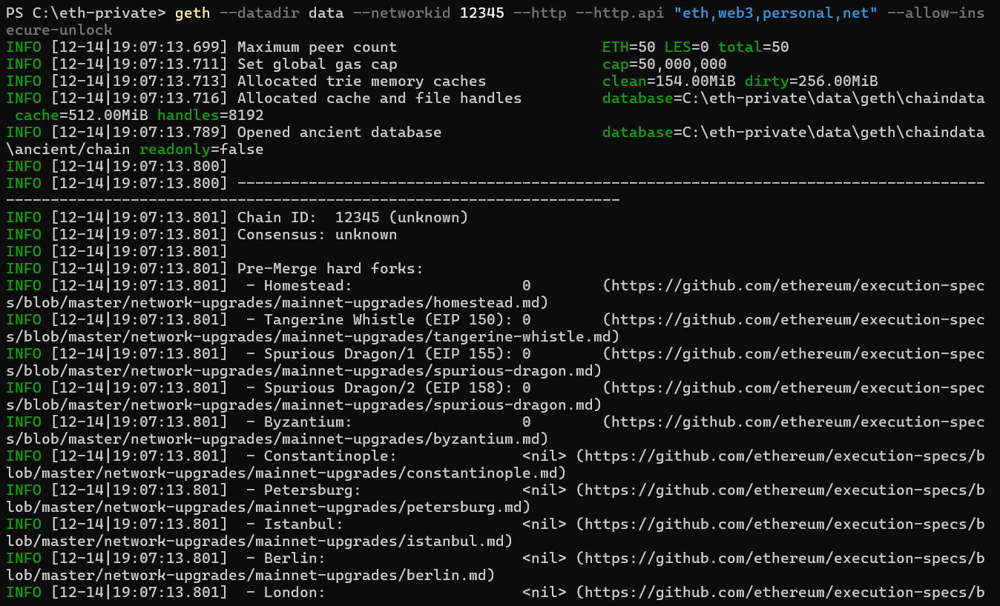 PS C:\eth-private> geth --datadir data --networkid 12345 --http --http.api "eth,web3,personal,net" --allow-ins
ecure-unlock
INFO [12-14|19:07:13.699] Maximum peer count                       ETH=50 LES=0 total=50
INFO [12-14|19:07:13.711] Set global gas cap                       cap=50,000,000
INFO [12-14|19:07:13.713] Allocated trie memory caches             clean=154.00MiB dirty=256.00MiB
INFO [12-14|19:07:13.716] Allocated cache and file handles         database=C:\eth-private\data\geth\chaindata
 cache=512.00MiB handles=8192
INFO [12-14|19:07:13.789] Opened ancient database                  database=C:\eth-private\data\geth\chaindata
\ancient/chain readonly=false
INFO [12-14|19:07:13.800]
INFO [12-14|19:07:13.800] ------------------------------------------------------------------------------------
---------------------------------------------------------------------
INFO [12-14|19:07:13.801] Chain ID:  12345 (unknown)
INFO [12-14|19:07:13.801] Consensus: unknown
INFO [12-14|19:07:13.801]
INFO [12-14|19:07:13.801] Pre-Merge hard forks:
INFO [12-14|19:07:13.801]  - Homestead:                   0        (https://github.com/ethereum/execution-spec
s/blob/master/network-upgrades/mainnet-upgrades/homestead.md)
INFO [12-14|19:07:13.801]  - Tangerine Whistle (EIP 150): 0        (https://github.com/ethereum/execution-spec
s/blob/master/network-upgrades/mainnet-upgrades/tangerine-whistle.md)
INFO [12-14|19:07:13.801]  - Spurious Dragon/1 (EIP 155): 0        (https://github.com/ethereum/execution-spec
s/blob/master/network-upgrades/mainnet-upgrades/spurious-dragon.md)
INFO [12-14|19:07:13.801]  - Spurious Dragon/2 (EIP 158): 0        (https://github.com/ethereum/execution-spec
s/blob/master/network-upgrades/mainnet-upgrades/spurious-dragon.md)
INFO [12-14|19:07:13.801]  - Byzantium:                   0        (https://github.com/ethereum/execution-spec
s/blob/master/network-upgrades/mainnet-upgrades/byzantium.md)
INFO [12-14|19:07:13.801]  - Constantinople:              <nil> (https://github.com/ethereum/execution-specs/b
lob/master/network-upgrades/mainnet-upgrades/constantinople.md)
INFO [12-14|19:07:13.801]  - Petersburg:                  <nil> (https://github.com/ethereum/execution-specs/b
lob/master/network-upgrades/mainnet-upgrades/petersburg.md)
INFO [12-14|19:07:13.801]  - Istanbul:                    <nil> (https://github.com/ethereum/execution-specs/b
lob/master/network-upgrades/mainnet-upgrades/istanbul.md)
INFO [12-14|19:07:13.801]  - Berlin:                      <nil> (https://github.com/ethereum/execution-specs/b
lob/master/network-upgrades/mainnet-upgrades/berlin.md)
INFO [12-14|19:07:13.801]  - London:                      <nil> (https://github.com/ethereum/execution-specs/b